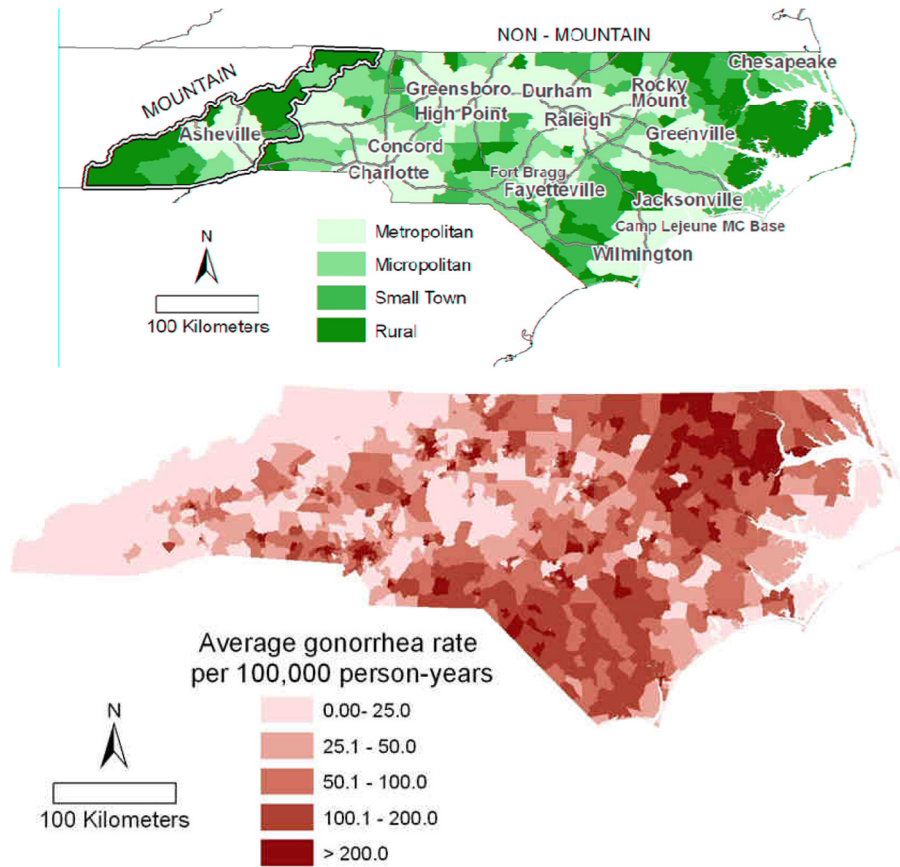 NON - MOUNTAIN
MOUNTAIN
Chesapeake
Greensboro
Durham
Rocky
Mount
High Point
Raleigh
Asheville
Greenville
Concord
Charlotte
Fort Bragg
Fayetteville
Jacksonville
Camp Lejeune MC Base
Wilmington
N
100 Kilometers
Metropolitan
Micropolitan
Small Town
Rural
Average gonorrhea rate
per 100,000 person-years
N
100 Kilometers
0.00- 25.0
25.1 - 50.0
50.1 - 100.0
100.1 - 200.0
> 200.0